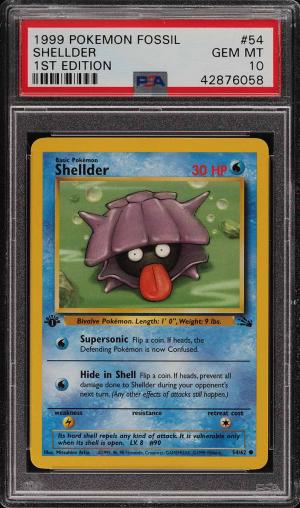 1999 POKEMON FOSSIL #54
SHELLDER GEM MT
1ST EDITION 10
PSA 42876058
Basic Pokémon
Shellder 30 HP
Bivalve Pokémon. Length: 1' 0", Weight: 9 lbs.
Supersonic Flip a coin. If heads, the
Defending Pokémon is now Confused.
Hide in Shell Flip a coin. If heads, prevent all
damage done to Shellder during your opponent's
next turn. (Any other effects of attacks still happen.)
weakness resistance retreat cost
Its hard shell repels any kind of attack. It is vulnerable only
when its shell is open. LV. 8 #90
Illus. Mitsuhiro Arita 54/62